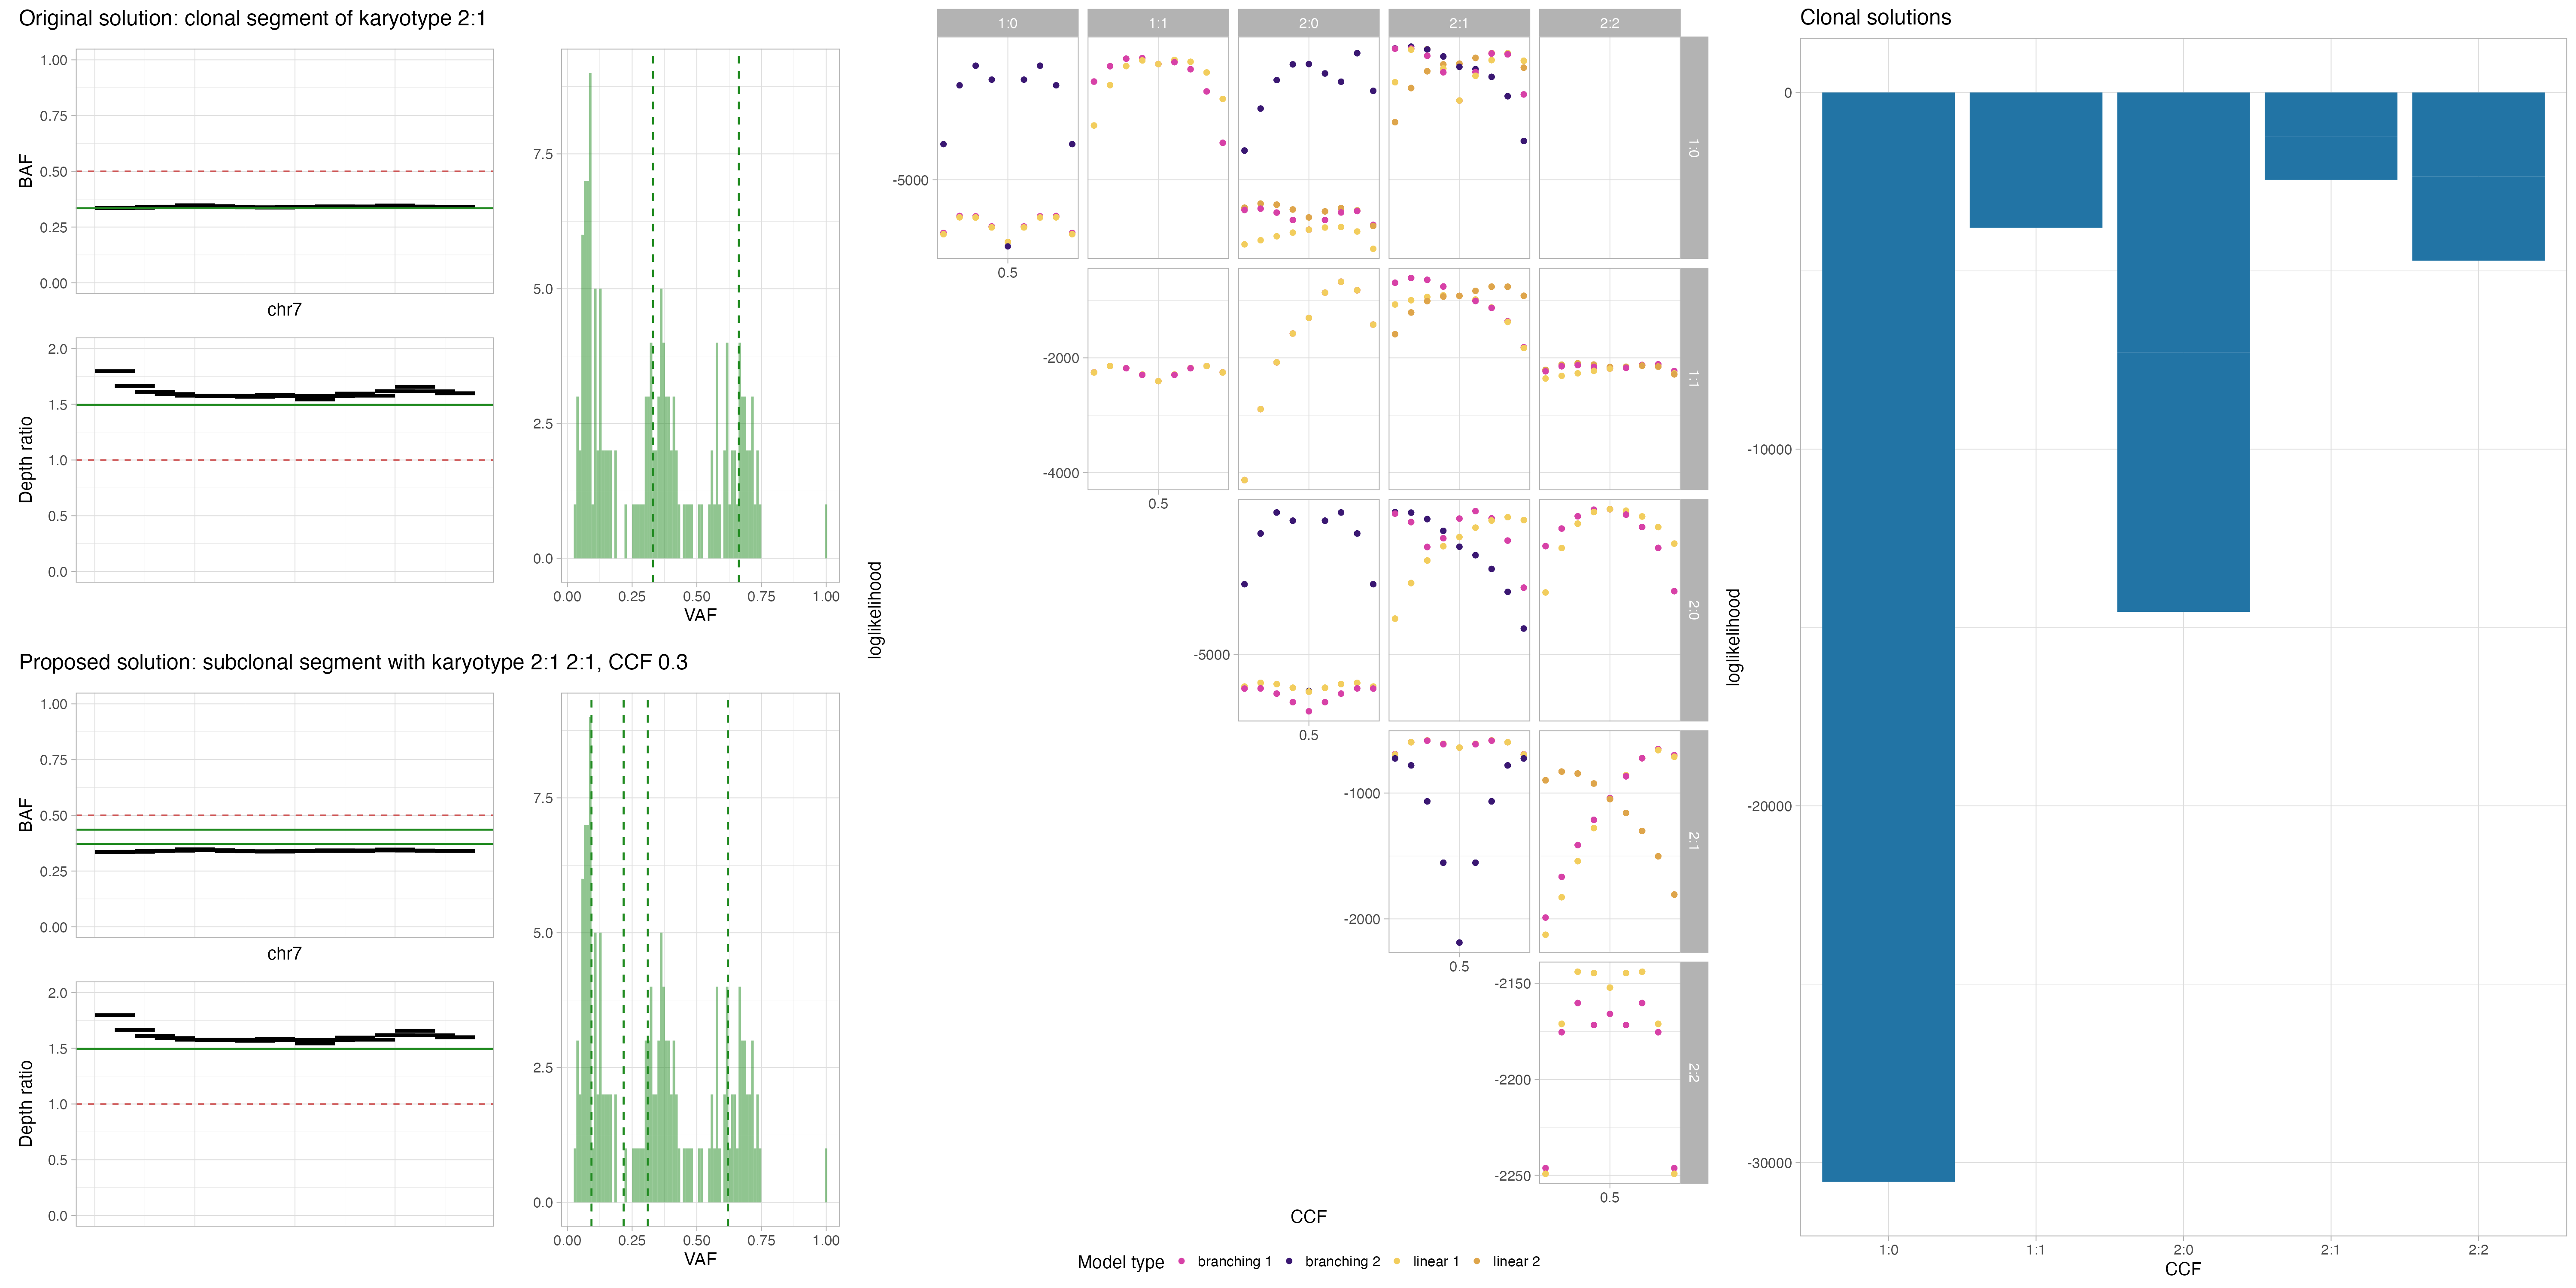 Original solution: clonal segment of karyotype 2:1
1.00
0.75
0.50
0.25
0.00
BAF
chr7
2.0
1.5
1.0
0.5
0.0
Depth ratio
7.5
5.0
2.5
0.0
0.00 0.25 0.50 0.75 1.00
VAF
Proposed solution: subclonal segment with karyotype 2:1 2:1, CCF 0.3
1.00
0.75
0.50
0.25
0.00
BAF
chr7
2.0
1.5
1.0
0.5
0.0
Depth ratio
7.5
5.0
2.5
0.0
0.00 0.25 0.50 0.75 1.00
VAF
1:0 1:1 2:0 2:1 2:2
-5000
0.5
1:0
-2000
-4000
0.5
1:1
-5000
0.5
2:0
-1000
-2000
0.5
2:1
-2150
-2200
-2250
0.5
2:2
loglikelihood
CCF
Model type branching 1 branching 2 linear 1 linear 2
Clonal solutions
0
-10000
-20000
-30000
loglikelihood
1:0 1:1 2:0 2:1 2:2
CCF